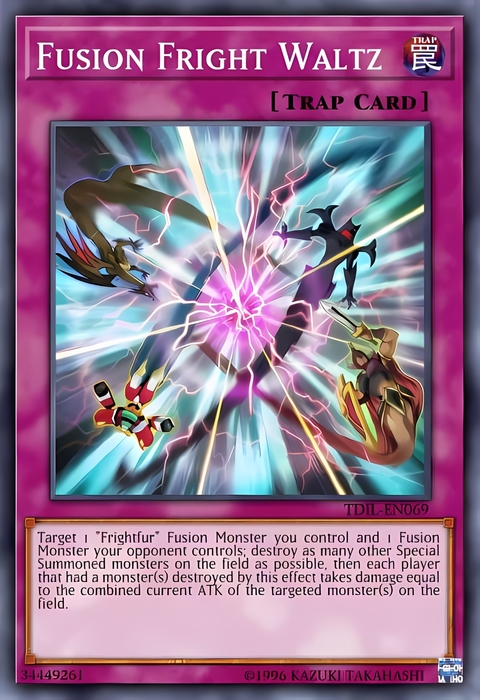 FUSION FRIGHT WALTZ
TRAP
罠
[TRAP CARD]
TDIL-EN069
Target 1 "Frightfur" Fusion Monster you control and 1 Fusion
Monster your opponent controls; destroy as many other Special
Summoned monsters on the field as possible, then each player
that had a monster(s) destroyed by this effect takes damage equal
to the combined current ATK of the targeted monster(s) on the
field.
34449261
©1996 KAZUKI TAKAHASHI